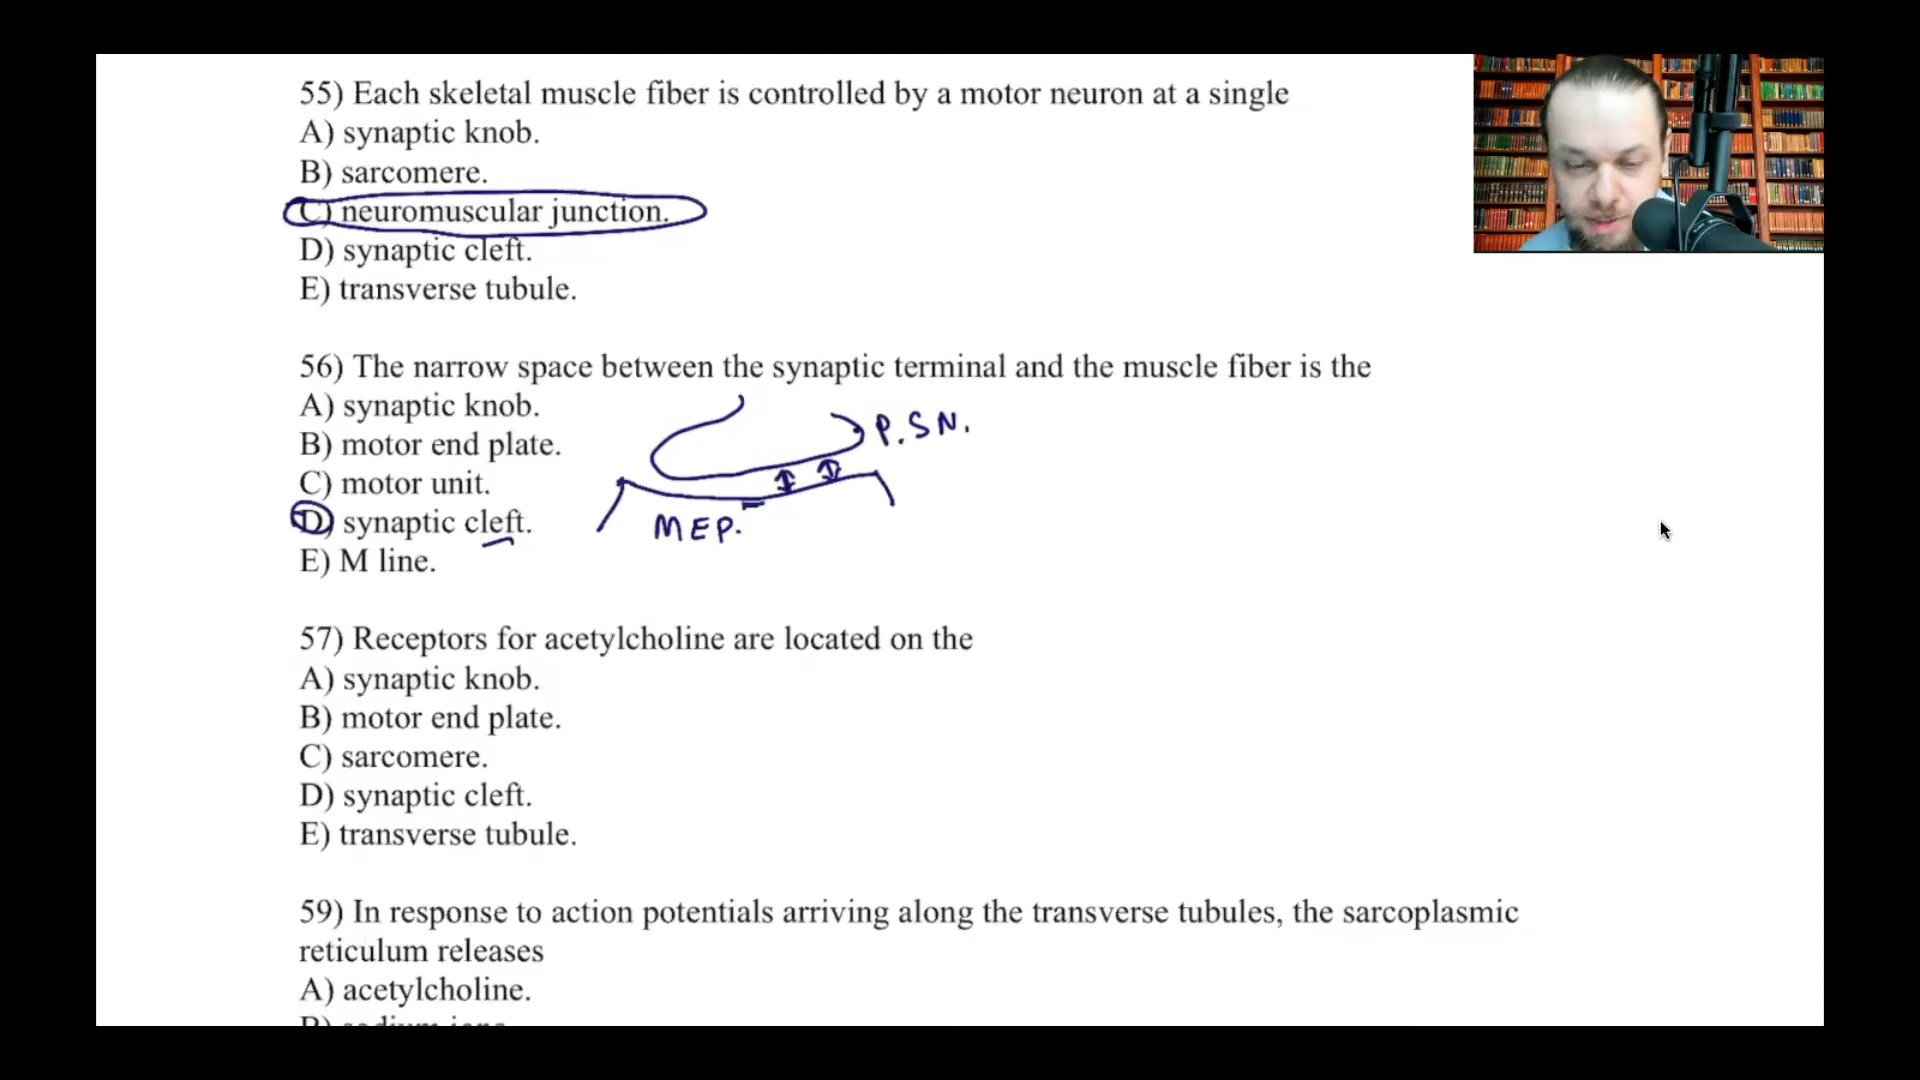 55) Each skeletal muscle fiber is controlled by a motor neuron at a single
A) synaptic knob.
B) sarcomere.
C) neuromuscular junction.
D) synaptic cleft.
E) transverse tubule.
56) The narrow space between the synaptic terminal and the muscle fiber is the
A) synaptic knob.
B) motor end plate.
C) motor unit.
D) synaptic cleft.
E) M line.
P.SN.
MEP.
57) Receptors for acetylcholine are located on the
A) synaptic knob.
B) motor end plate.
C) sarcomere.
D) synaptic cleft.
E) transverse tubule.
59) In response to action potentials arriving along the transverse tubules, the sarcoplasmic
reticulum releases
A) acetylcholine.